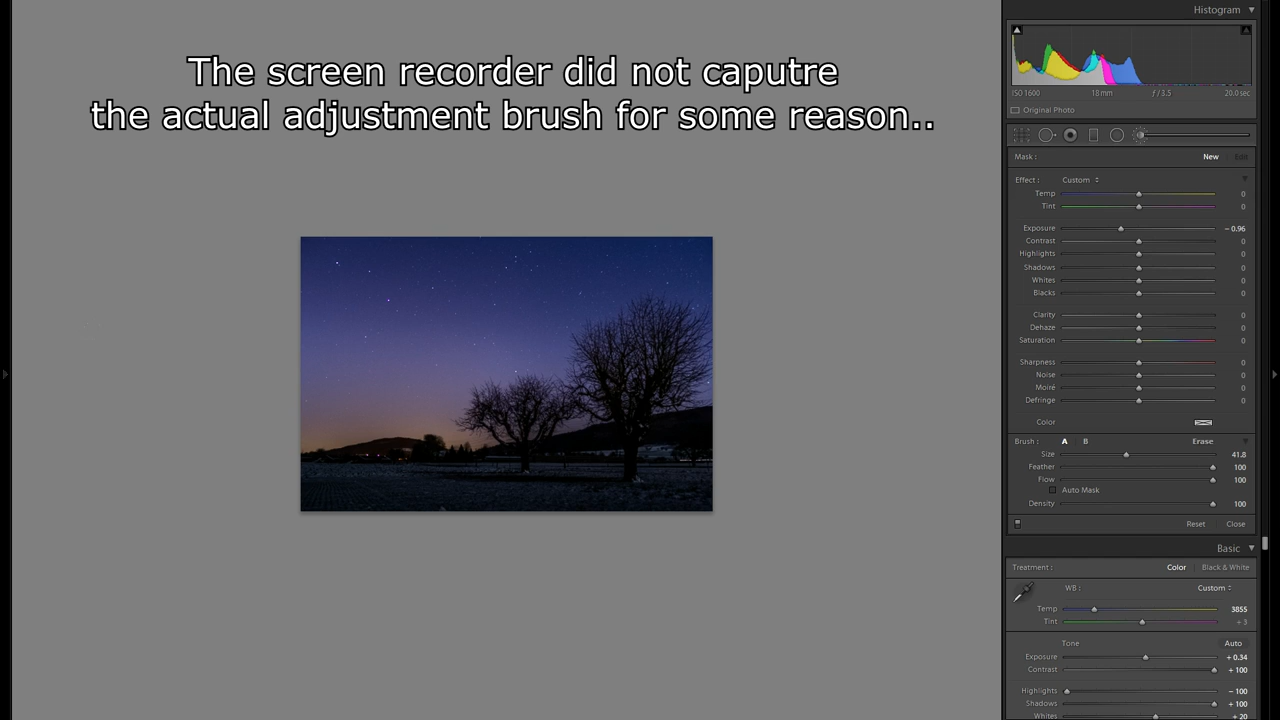 The screen recorder did not caputre
the actual adjustment brush for some reason..
Histogram
ISO 1600 18 mm ƒ / 3.5 20.0 sec
Original Photo
Mask : New Edit
Effect : Custom
Temp 0
Tint 0
Exposure – 0.96
Contrast 0
Highlights 0
Shadows 0
Whites 0
Blacks 0
Clarity 0
Dehaze 0
Saturation 0
Sharpness 0
Noise 0
Moiré 0
Defringe 0
Color
Brush : A B Erase
Size 41.8
Feather 100
Flow 100
Auto Mask
Density 100
Reset Close
Basic
Treatment : Color Black & White
WB : Custom
Temp 3855
Tint + 3
Tone Auto
Exposure + 0.34
Contrast + 100
Highlights – 100
Shadows + 100
Whites + 20